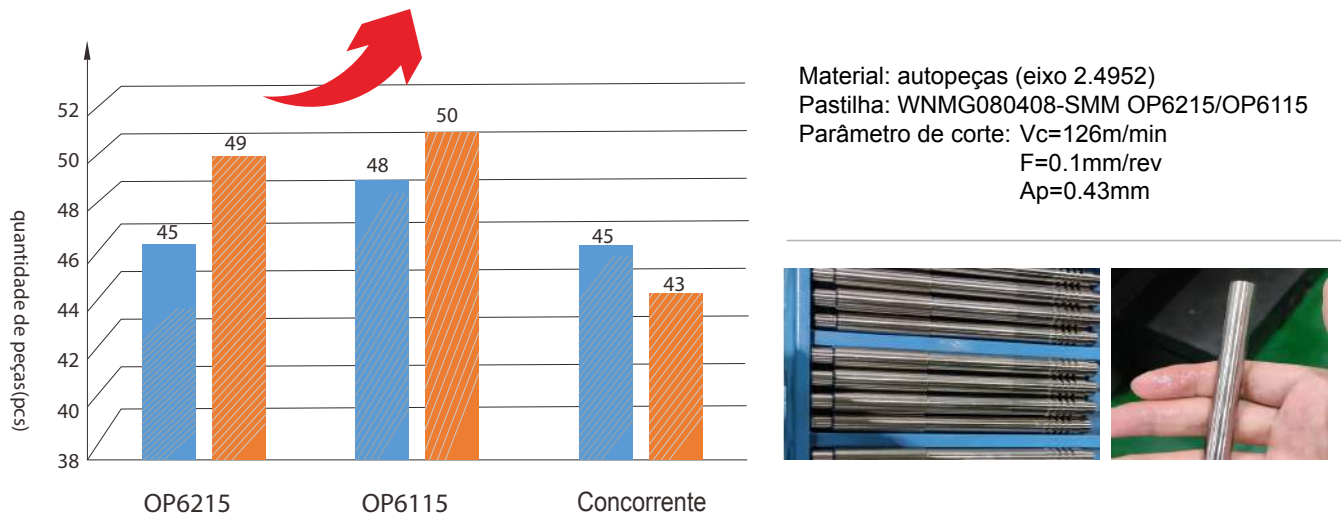 52
50
48
46
44
42
40
38
quantidade de peças(pcs)
45
49
48
50
45
43
OP6215
OP6115
Concorrente
Material: autopeças (eixo 2.4952)
Pastilha: WNMG080408-SMM OP6215/OP6115
Parâmetro de corte: Vc=126m/min
F=0.1mm/rev
Ap=0.43mm